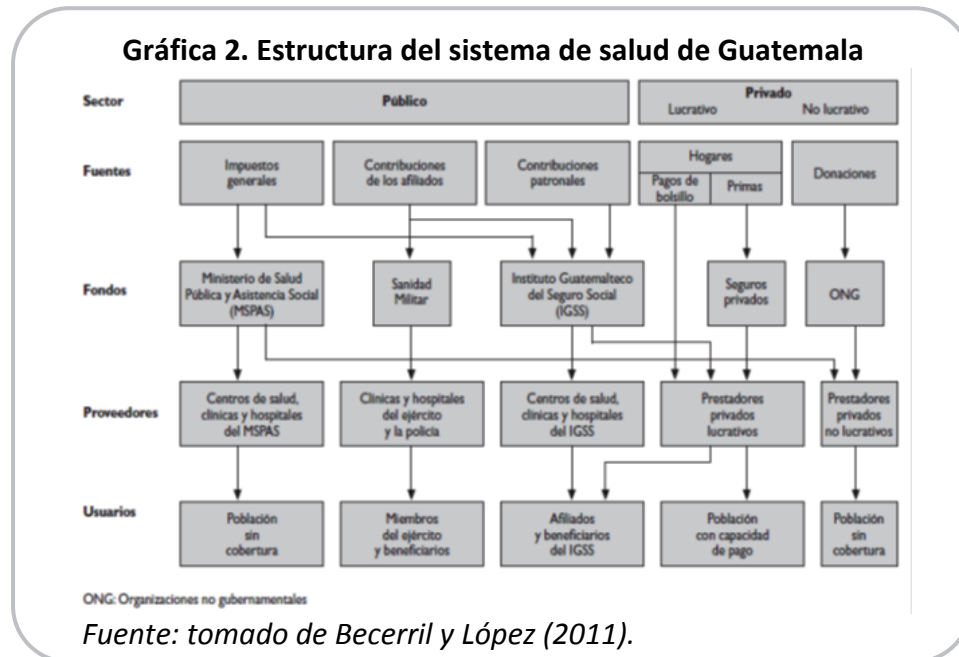 Gráfica 2. Estructura del sistema de salud de Guatemala
Sector
Público
Privado
Lucrativo No lucrativo
Fuentes
Impuestos
generales
Contribuciones
de los afiliados
Contribuciones
patronales
Hogares
Pagos de
bolsillo
Primas
Donaciones
Fondos
Ministerio de Salud
Pública y Asistencia Social
(MSPAS)
Sanidad
Militar
Instituto Guatemalteco
del Seguro Social
(IGSS)
Seguros
privados
ONG
Proveedores
Centros de salud,
clínicas y hospitales
del MSPAS
Clínicas y hospitales
del ejército
y la policía
Centros de salud,
clínicas y hospitales
del IGSS
Prestadores
privados
lucrativos
Prestadores
privados
no lucrativos
Usuarios
Población
sin
cobertura
Miembros
del ejército
y beneficiarios
Afiliados
y beneficiarios
del IGSS
Población
con capacidad
de pago
Población
sin
cobertura
ONG: Organizaciones no gubernamentales
Fuente: tomado de Becerril y López (2011).